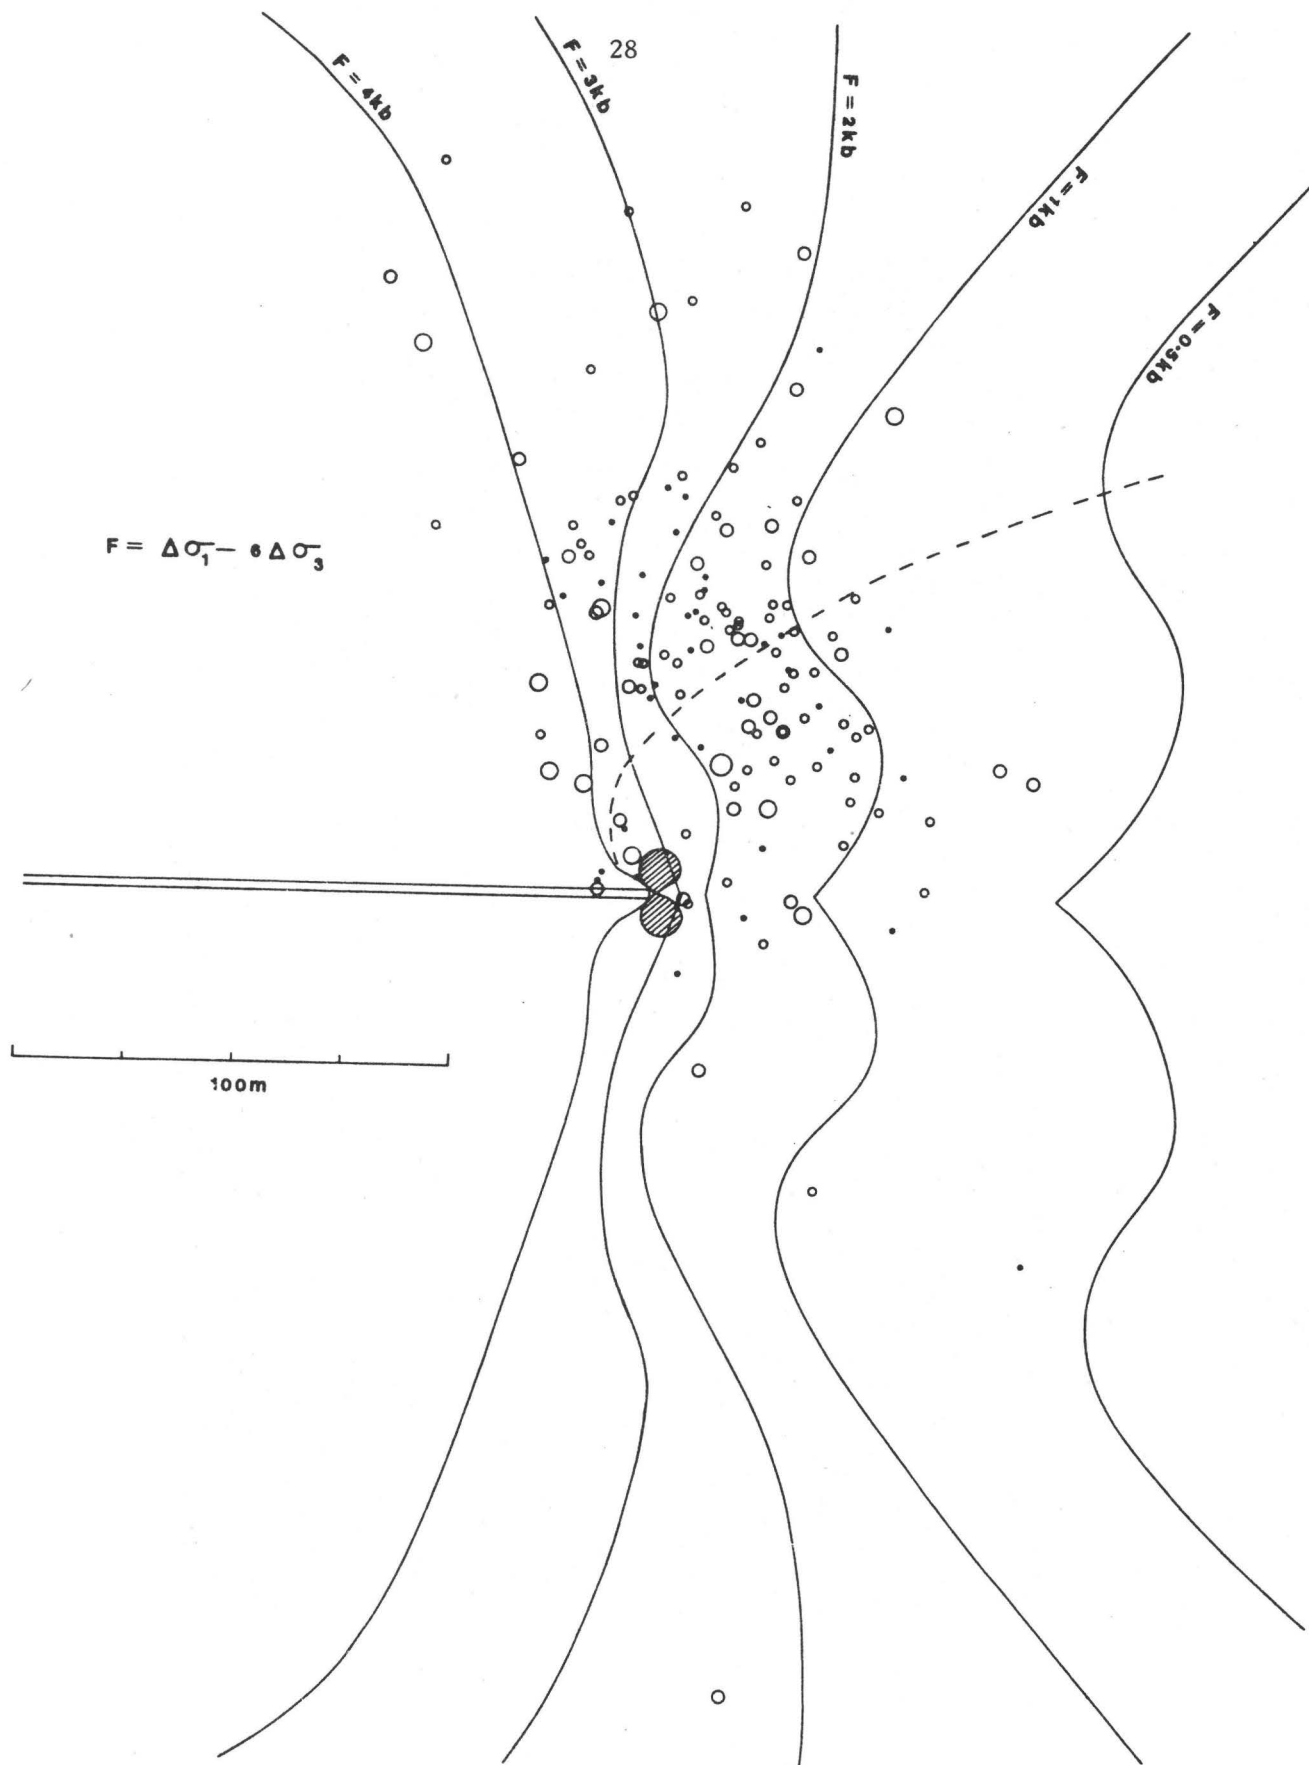 28
F = 4kb
F = 3kb
F = 2kb
F = 1kb
F = 0·5kb
F = Δσ₁ − 6Δσ₃
100m